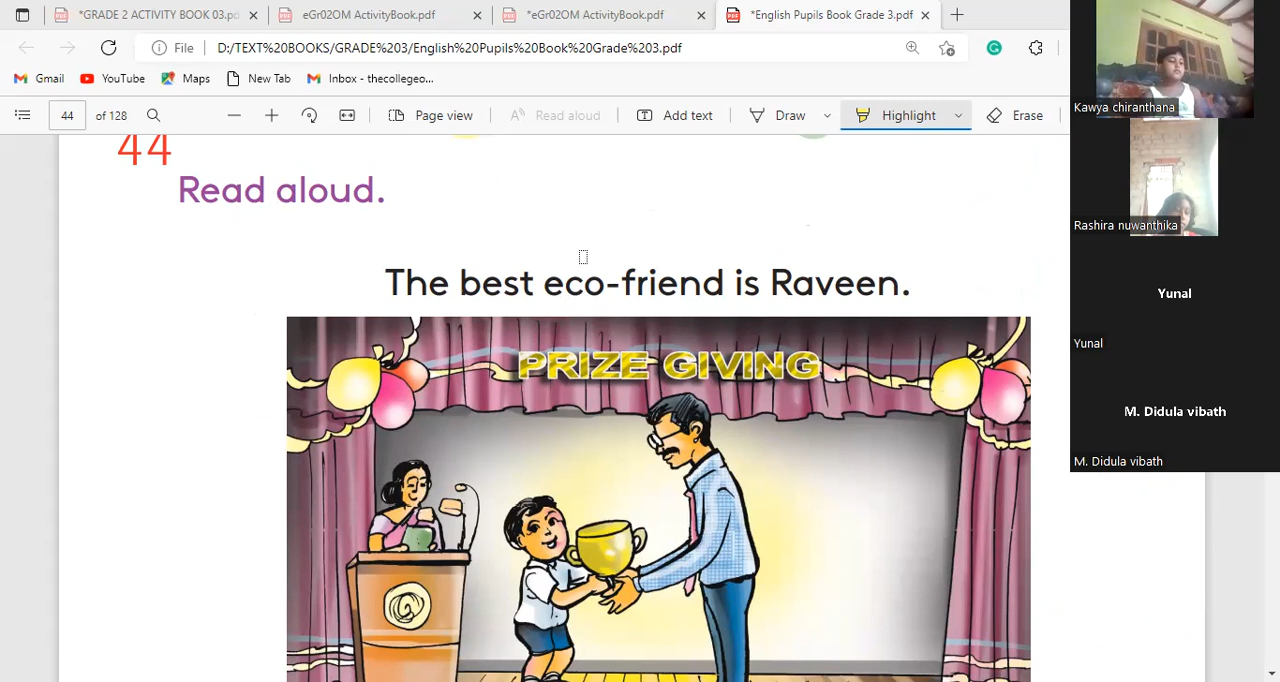 *GRADE 2 ACTIVITY BOOK 03.pd
eGr02OM ActivityBook.pdf
*eGr02OM ActivityBook.pdf
*English Pupils Book Grade 3.pdf
File
D:/TEXT%20BOOKS/GRADE%203/English%20Pupils%20Book%20Grade%203.pdf
Gmail
YouTube
Maps
New Tab
Inbox - thecollegeo...
44
of 128
Page view
Read aloud
Add text
Draw
Highlight
Erase
44
Read aloud.
The best eco-friend is Raveen.
PRIZE GIVING
Kawya chiranthana
Rashira nuwanthika
Yunal
Yunal
M. Didula vibath
M. Didula vibath